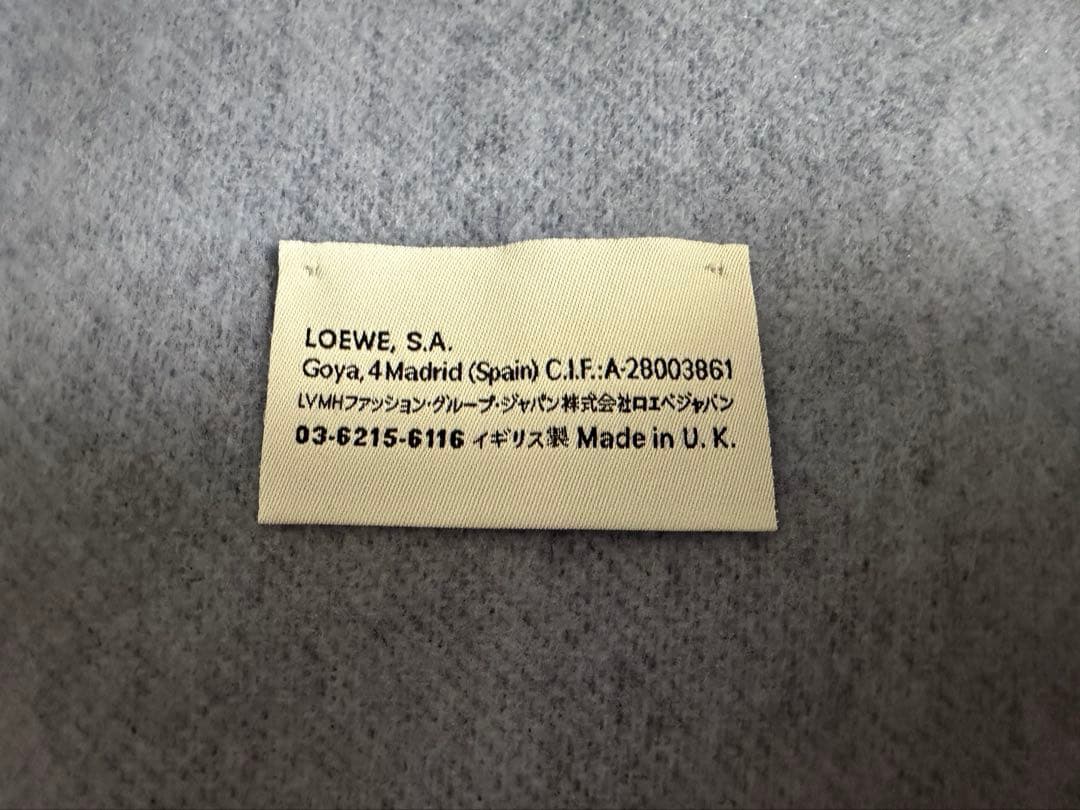 LOEWE, S.A.
Goya, 4 Madrid (Spain) C.I.F.:A-28003861
LVMHファッション・グループ・ジャパン株式会社ロエベジャパン
03-6215-6116 イギリス製 Made in U. K.